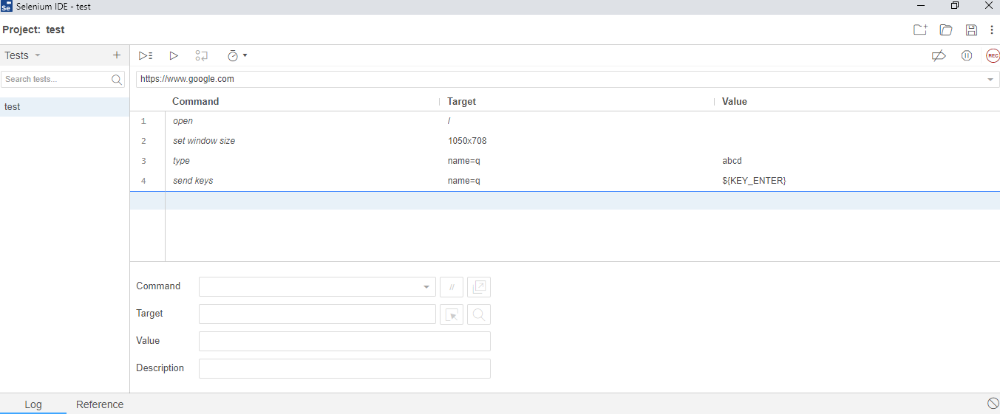 Se Selenium IDE - test
Project: test
Tests
REC
Search tests...
https://www.google.com
test
Command Target Value
1 open /
2 set window size 1050x708
3 type name=q abcd
4 send keys name=q ${KEY_ENTER}
Command //
Target
Value
Description
Log Reference